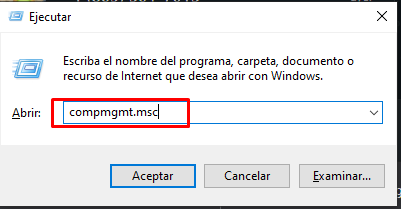 Ejecutar
Escriba el nombre del programa, carpeta, documento o
recurso de Internet que desea abrir con Windows.
Abrir: compmgmt.msc
Aceptar Cancelar Examinar...